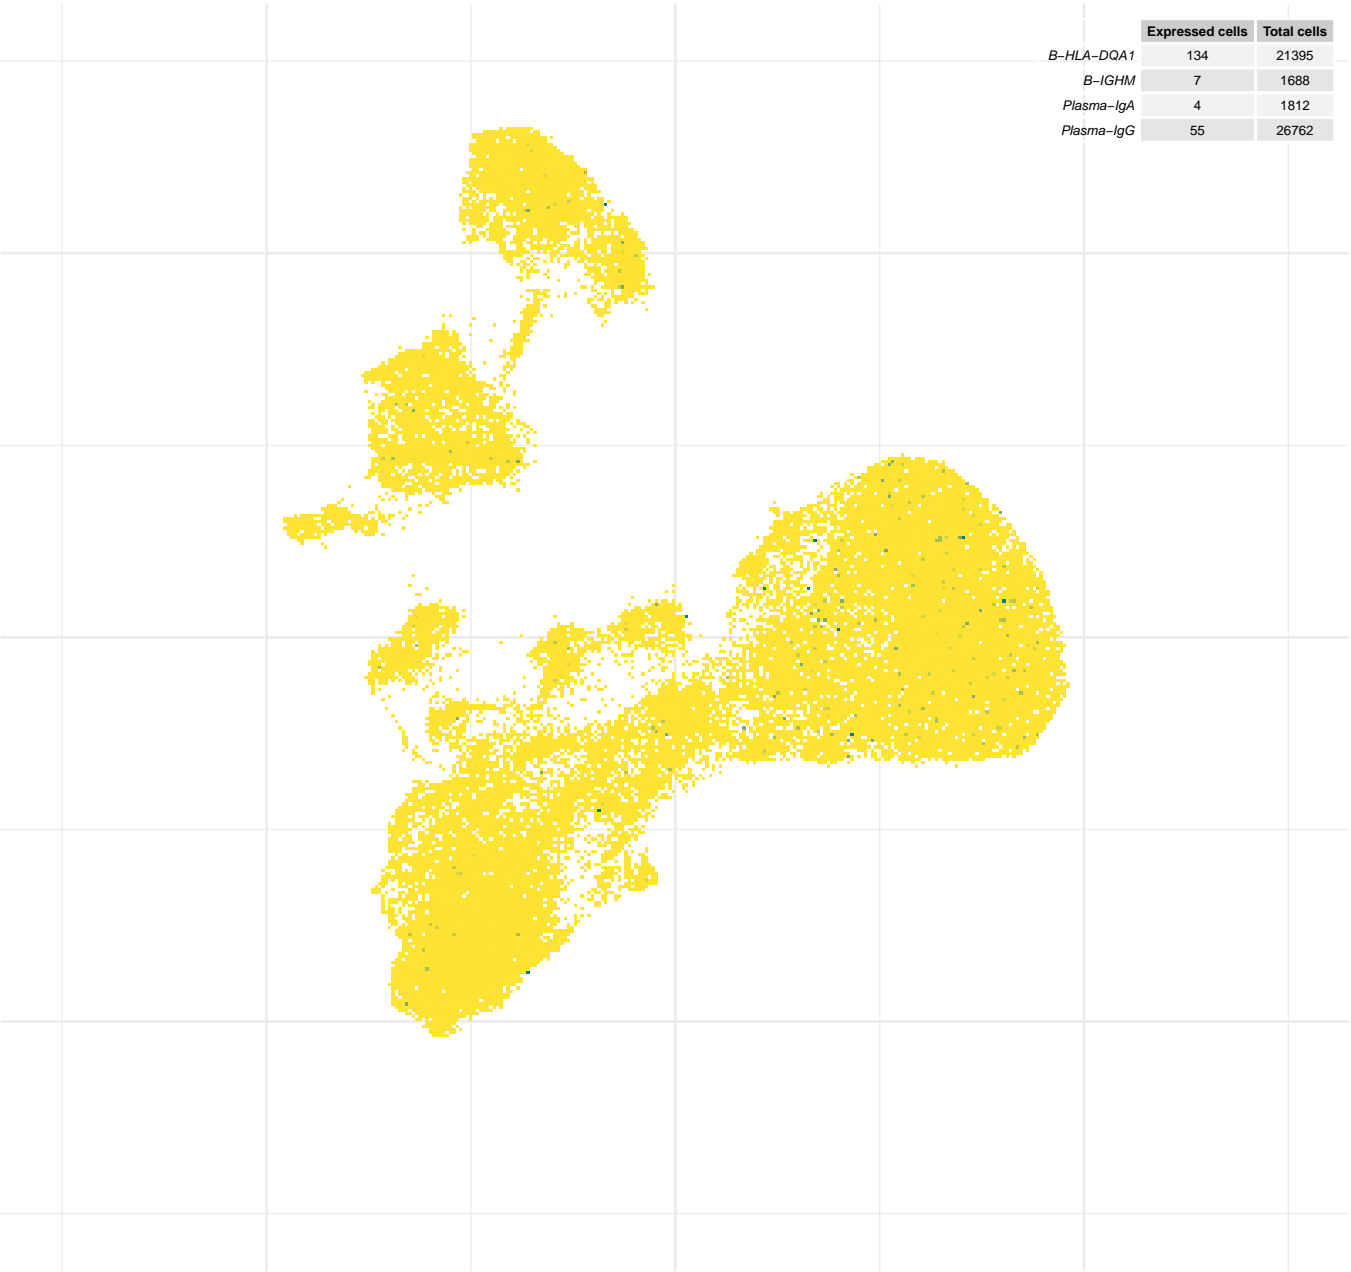 Expressed cells Total cells
B−HLA−DQA1 134 21395
B−IGHM 7 1688
Plasma−IgA 4 1812
Plasma−IgG 55 26762